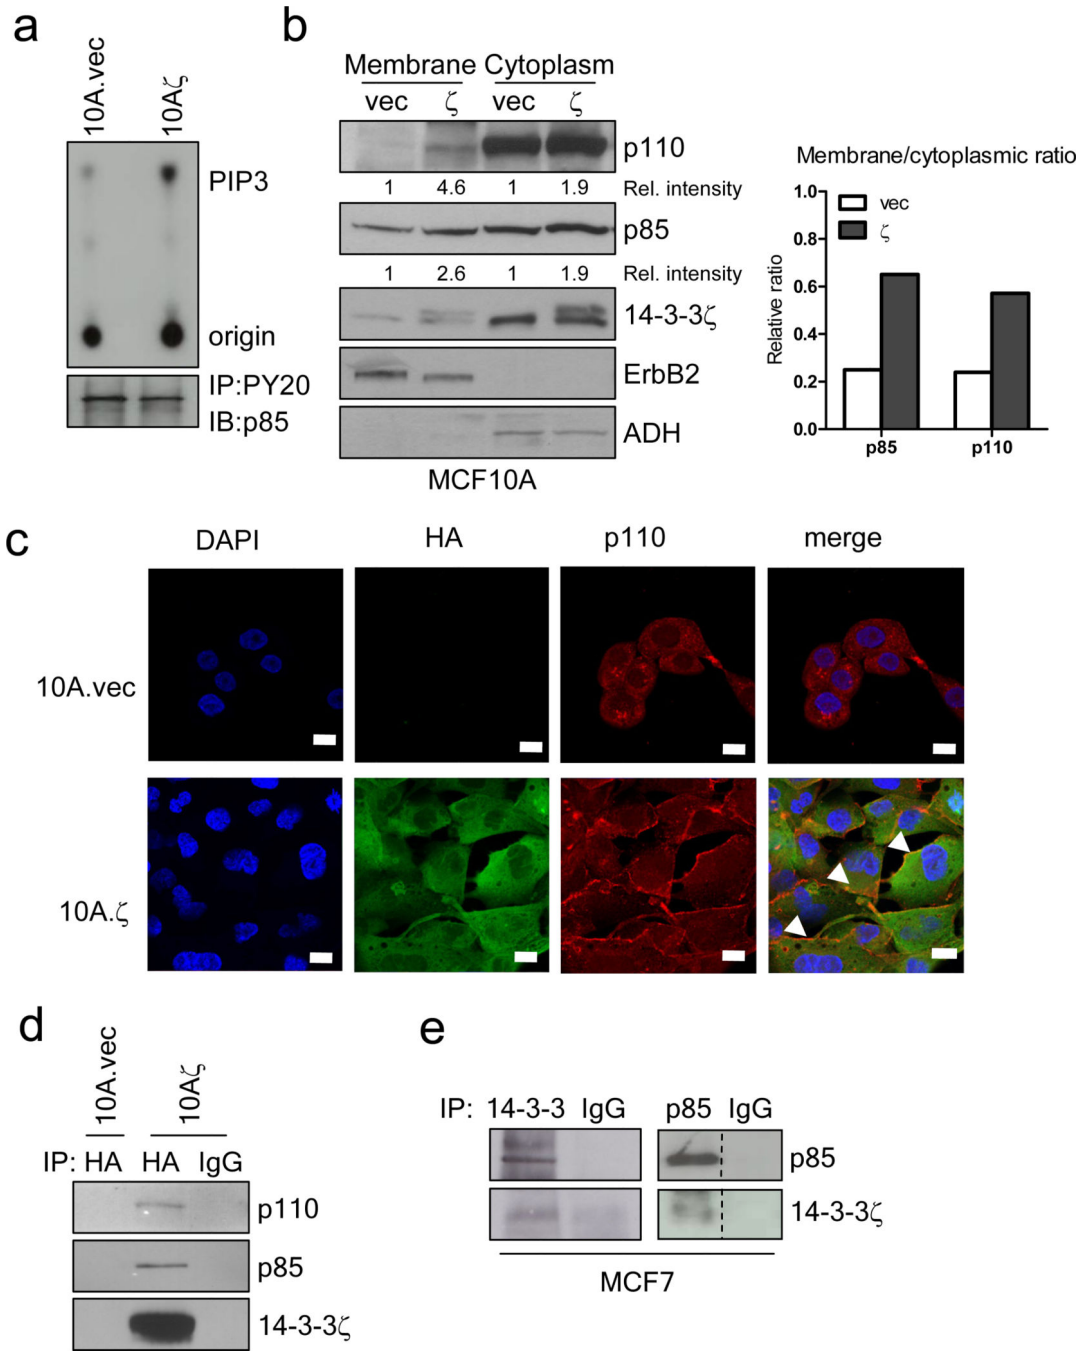 a
10A.vec
10Aζ
PIP3
origin
IP:PY20
IB:p85
b
Membrane Cytoplasm
vec ζ vec ζ
p110
1 4.6 1 1.9 Rel. intensity
p85
1 2.6 1 1.9 Rel. intensity
14-3-3ζ
ErbB2
ADH
MCF10A
Membrane/cytoplasmic ratio
vec
ζ
Relative ratio
1.0
0.8
0.6
0.4
0.2
0.0
p85 p110
c
DAPI HA p110 merge
10A.vec
10A.ζ
d
10A.vec
10Aζ
IP: HA HA IgG
p110
p85
14-3-3ζ
e
IP: 14-3-3 IgG p85 IgG
p85
14-3-3ζ
MCF7